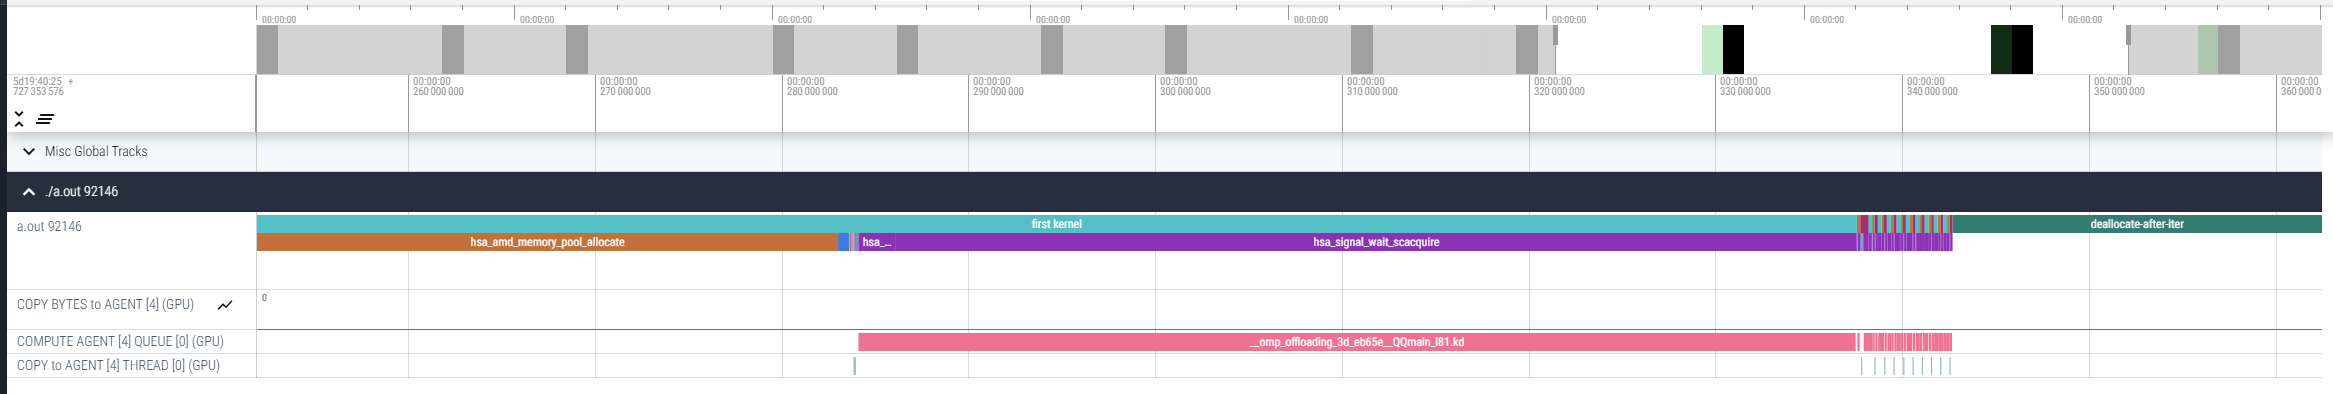 00:00:00 00:00:00 00:00:00 00:00:00 00:00:00 00:00:00 00:00:00 00:00:00
5d19:40:25 + 00:00:00 00:00:00 00:00:00 00:00:00 00:00:00 00:00:00 00:00:00 00:00:00 00:00:00 00:00:00 00:00:00
727 353 576 260 000 000 270 000 000 280 000 000 290 000 000 300 000 000 310 000 000 320 000 000 330 000 000 340 000 000 350 000 000 360 000 0
Misc Global Tracks
./a.out 92146
a.out 92146 first kernel deallocate-after-iter
hsa_amd_memory_pool_allocate hsa_... hsa_signal_wait_scacquire
COPY BYTES to AGENT [4] (GPU) 0
COMPUTE AGENT [4] QUEUE [0] (GPU) __omp_offloading_3d_eb65e__QQmain_l81.kd
COPY to AGENT [4] THREAD [0] (GPU)